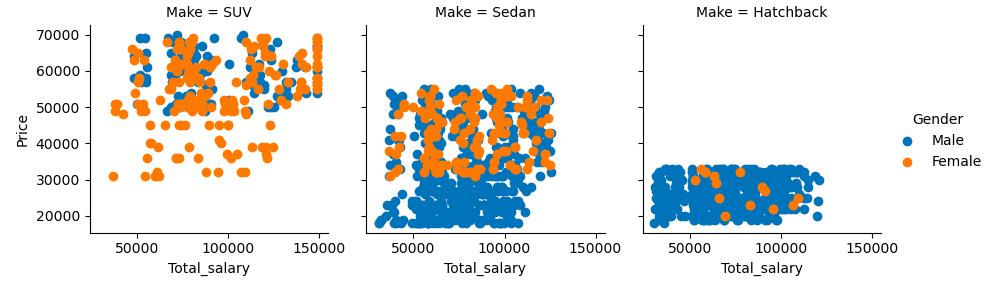 Make = SUV
Make = Sedan
Make = Hatchback
70000
60000
50000
40000
30000
20000
Price
50000 100000 150000
50000 100000 150000
50000 100000 150000
Total_salary
Total_salary
Total_salary
Gender
Male
Female